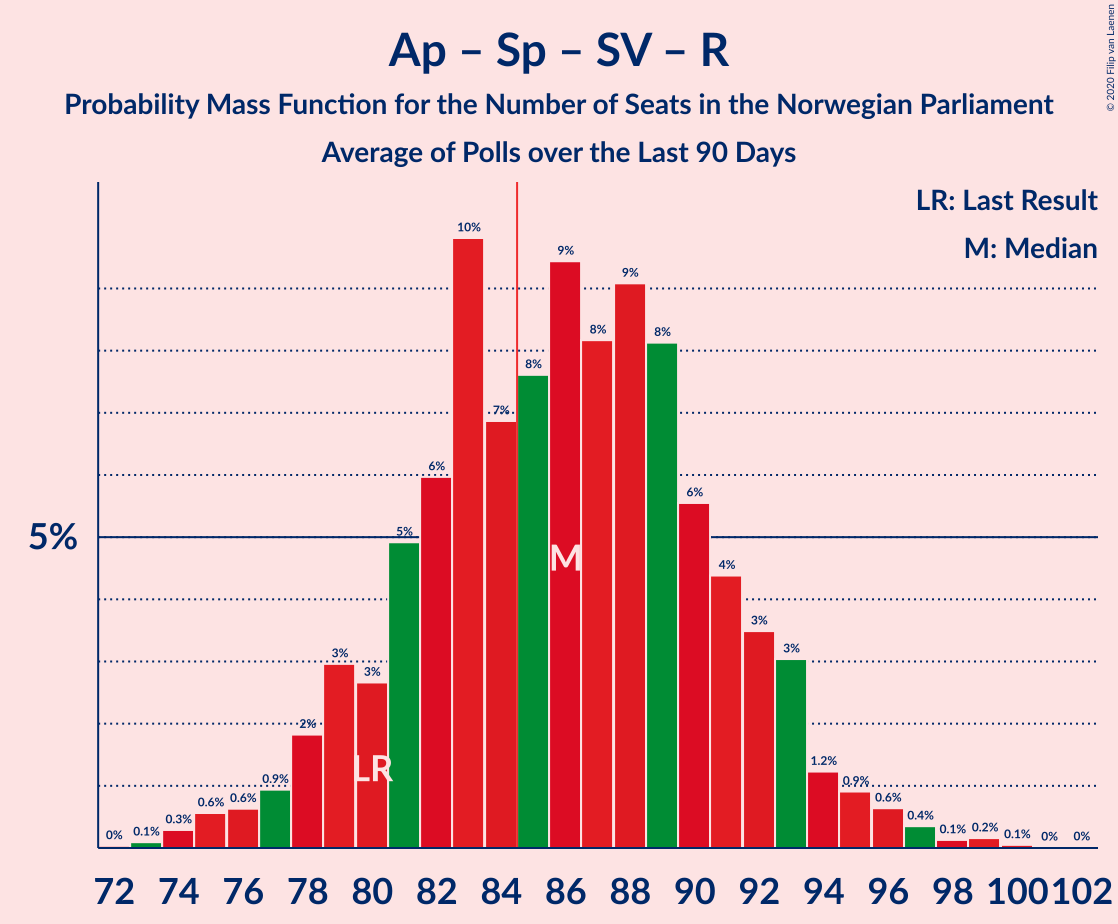 Ap – Sp – SV – R
Probability Mass Function for the Number of Seats in the Norwegian Parliament
Average of Polls over the Last 90 Days
© 2020 Filip van Laenen
LR: Last Result
M: Median
5%
0% 0.1% 0.3% 0.6% 0.6% 0.9% 2% 3% 3% 5% 6% 10% 7% 8% 9% 8% 9% 8% 6% 4% 3% 3% 1.2% 0.9% 0.6% 0.4% 0.1% 0.2% 0.1% 0% 0%
M
LR
72 74 76 78 80 82 84 86 88 90 92 94 96 98 100 102